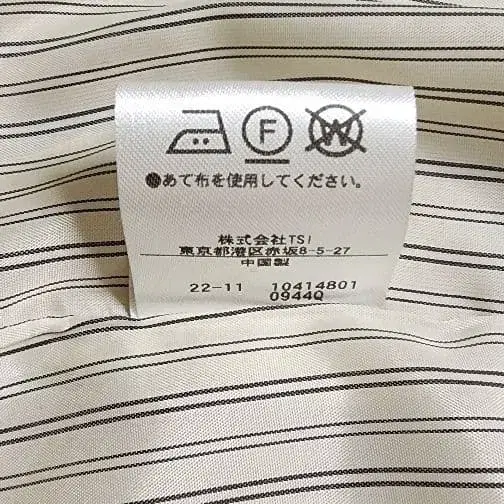 F W
●あて布を使用してください。
株式会社TSI
東京都港区赤坂8-5-27
中国製
22-11 10414801
0944Q